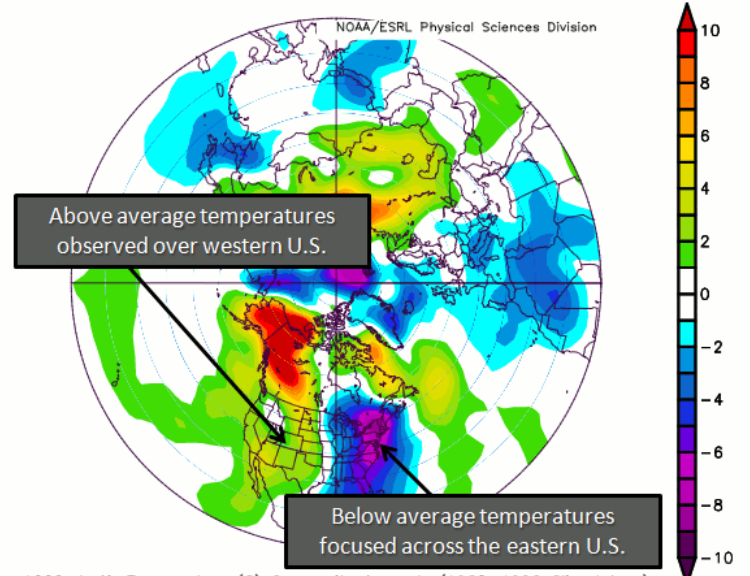 NOAA/ESRL Physical Sciences Division
10
8
6
4
2
0
-2
-4
-6
-8
-10
Above average temperatures
observed over western U.S.
Below average temperatures
focused across the eastern U.S.